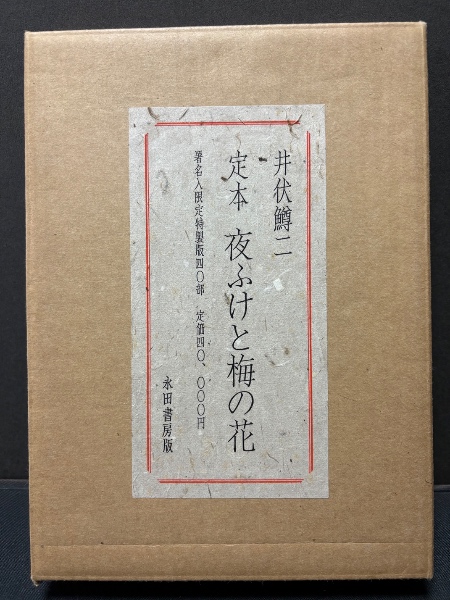 井伏鱒二
定本 夜ふけと梅の花
署名入限定特製版四〇部 定価四〇、〇〇〇円
永田書房版